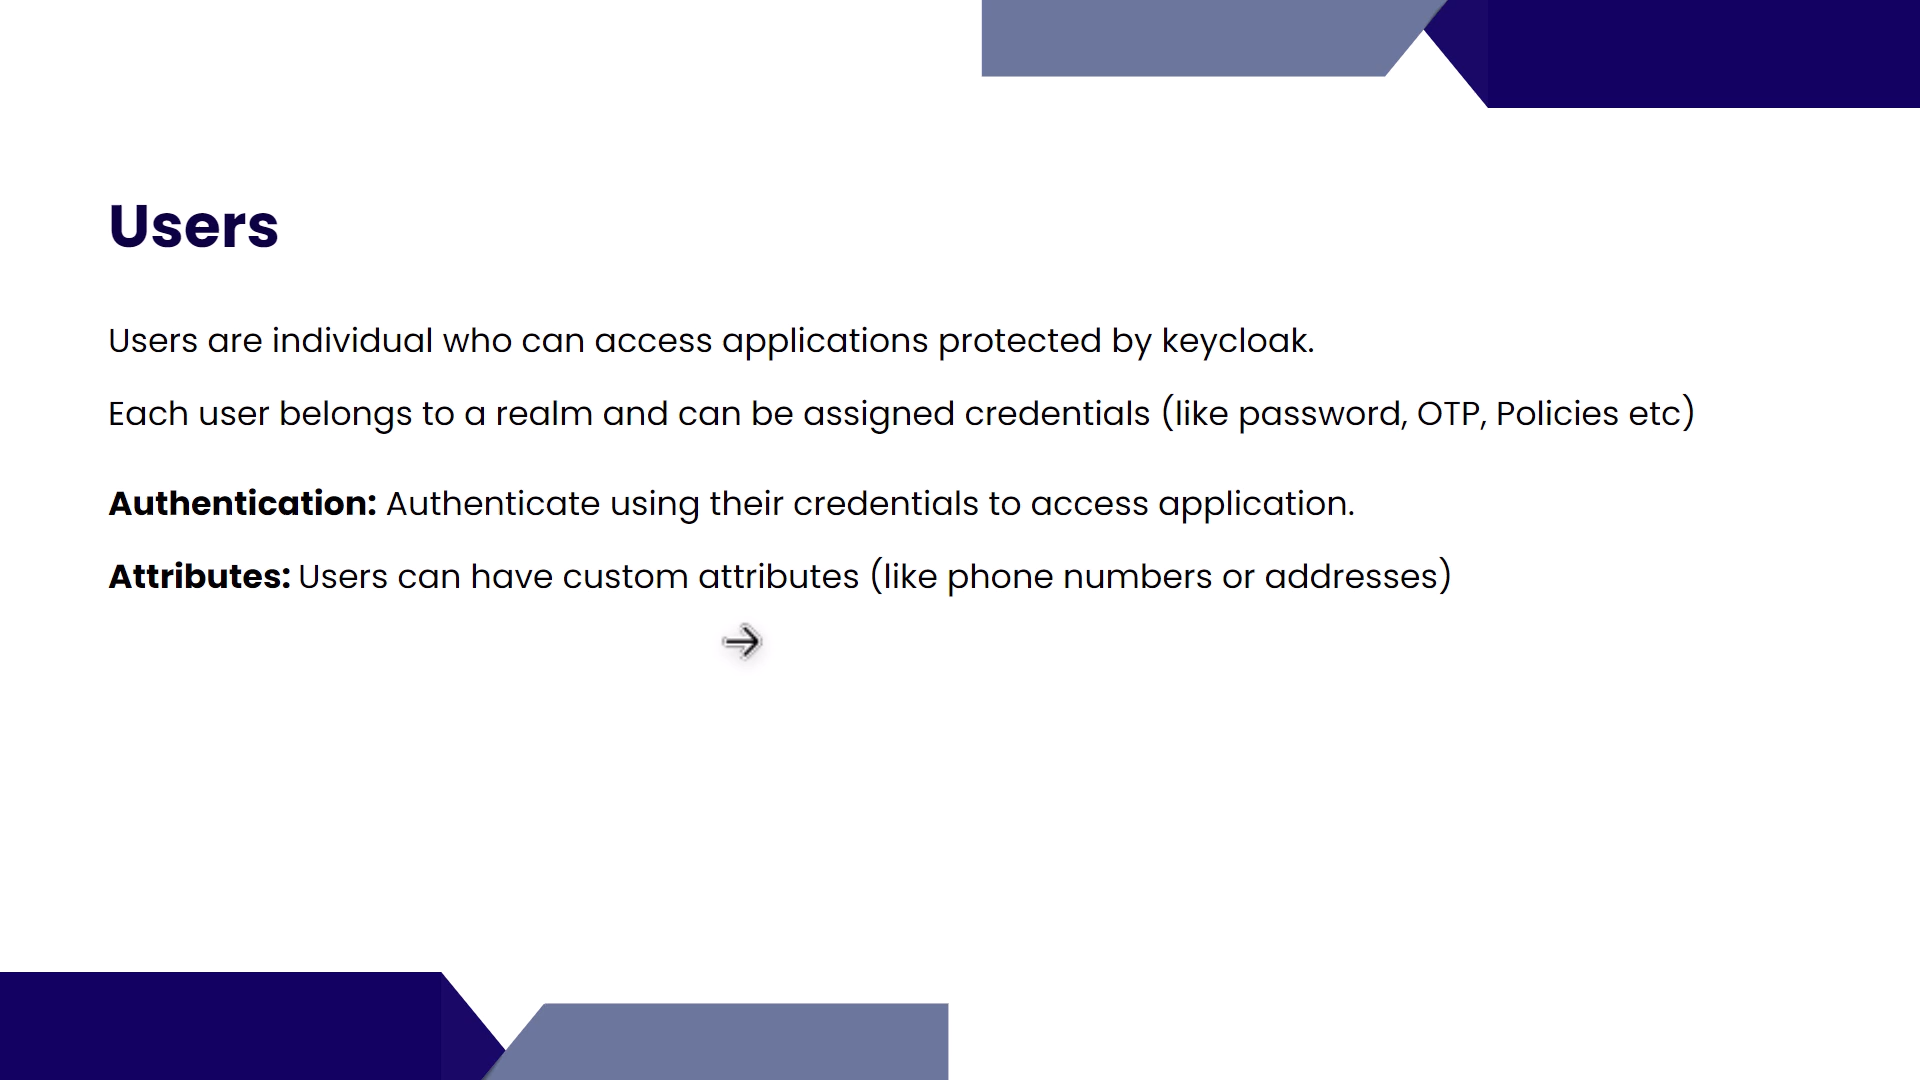 Users
Users are individual who can access applications protected by keycloak.
Each user belongs to a realm and can be assigned credentials (like password, OTP, Policies etc)
Authentication: Authenticate using their credentials to access application.
Attributes: Users can have custom attributes (like phone numbers or addresses)